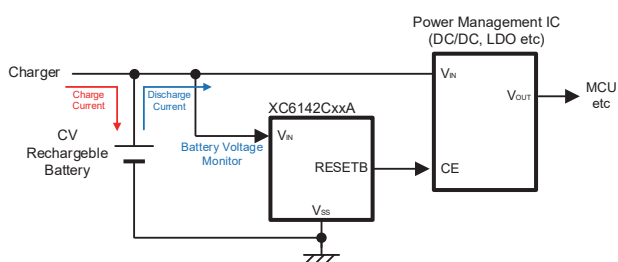 Power Management IC
(DC/DC, LDO etc)
Charger
VIN
Charge
Current
Discharge
Current
VOUT
MCU
etc
XC6142CxxA
CV
Rechargeble
Battery
Battery Voltage
Monitor
VIN
RESETB
CE
VSS